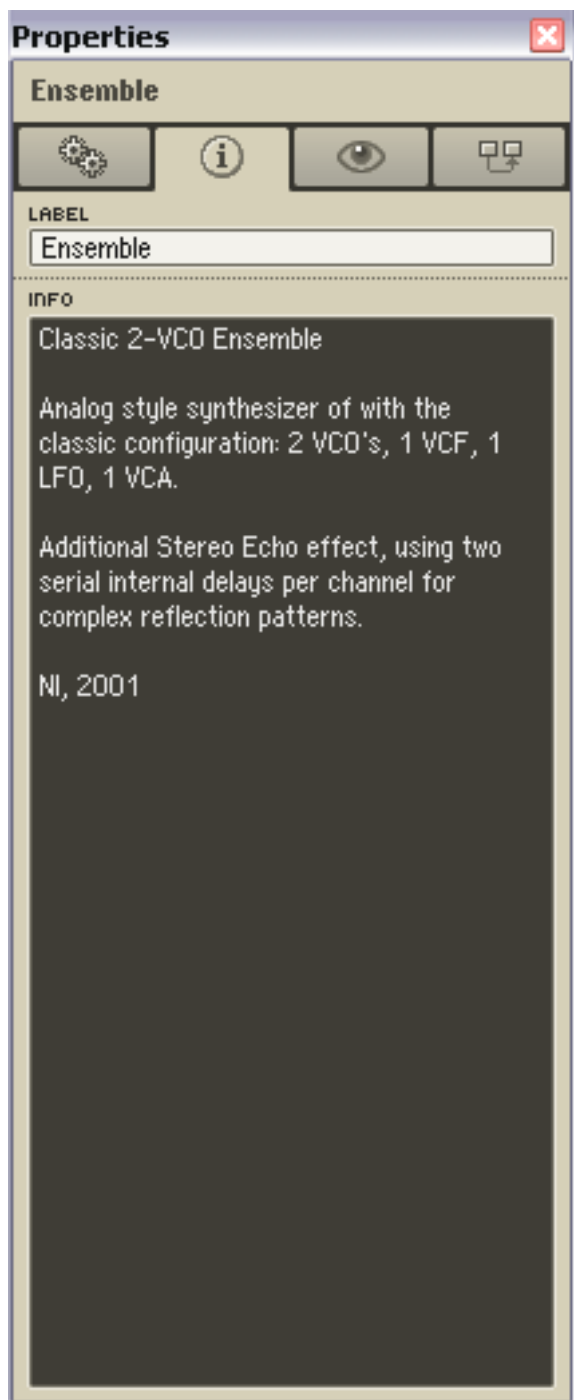 Properties
Ensemble
LABEL
Ensemble
INFO
Classic 2-VCO Ensemble
Analog style synthesizer of with the
classic configuration: 2 VCO's, 1 VCF, 1
LFO, 1 VCA.
Additional Stereo Echo effect, using two
serial internal delays per channel for
complex reflection patterns.
NI, 2001